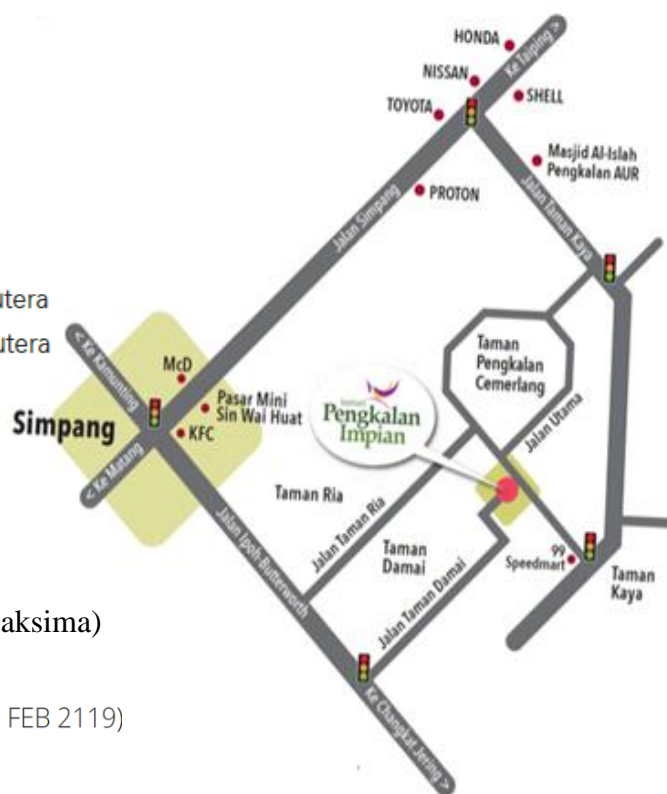 HONDA
Ke Taiping >
NISSAN
SHELL
TOYOTA
Masjid Al-Islah
Pengkalan AUR
PROTON
Jalan Simpang
Jalan Taman Kaya
utera
utera
< Ke Kamunting
McD
Pasar Mini
Sin Wai Huat
KFC
Simpang
< Ke Matang
Taman
Pengkalan
Cemerlang
taman
Pengkalan
Impian
Jalan Utama
Taman Ria
Jalan Taman Ria
Jalan Ipoh-Butterworth
Taman
Damai
Jalan Taman Damai
99
Speedmart
Taman
Kaya
aksima)
Ke Changkat Jering >
FEB 2119)